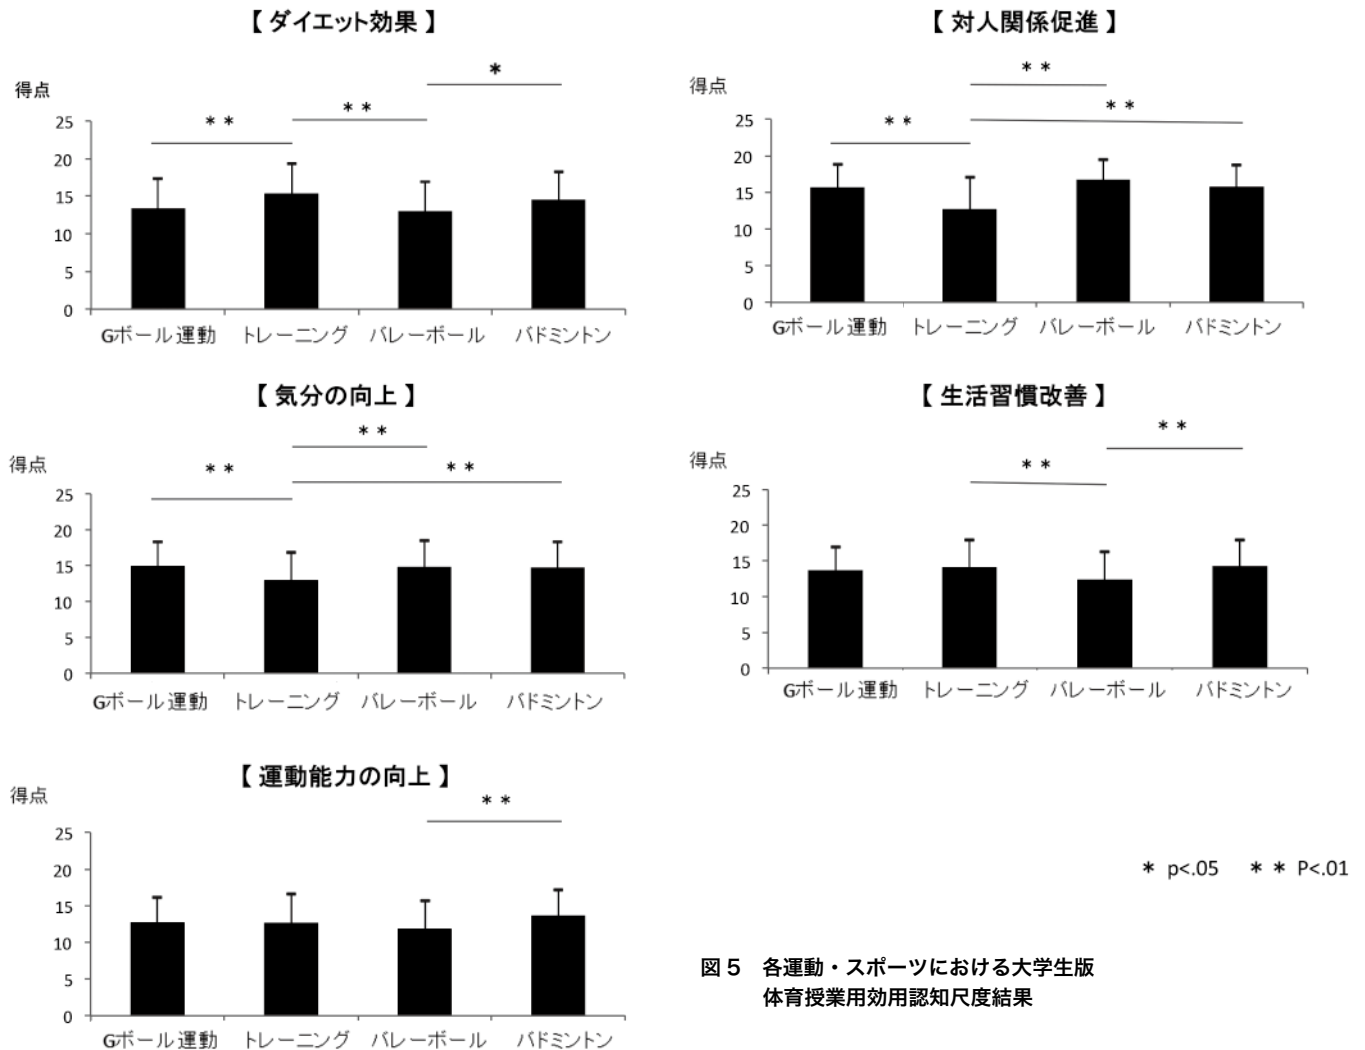 【 ダイエット効果 】
得点
*
* *
* *
25
20
15
10
5
0
Gボール運動 トレーニング バレーボール バドミントン
【 対人関係促進 】
得点
* *
* *
* *
25
20
15
10
5
0
Gボール運動 トレーニング バレーボール バドミントン
【 気分の向上 】
得点
* *
* *
* *
25
20
15
10
5
0
Gボール運動 トレーニング バレーボール バドミントン
【 生活習慣改善 】
得点
* *
* *
25
20
15
10
5
0
Gボール運動 トレーニング バレーボール バドミントン
【 運動能力の向上 】
得点
* *
25
20
15
10
5
0
Gボール運動 トレーニング バレーボール バドミントン
* p<.05 * * P<.01
図5 各運動・スポーツにおける大学生版
体育授業用効用認知尺度結果